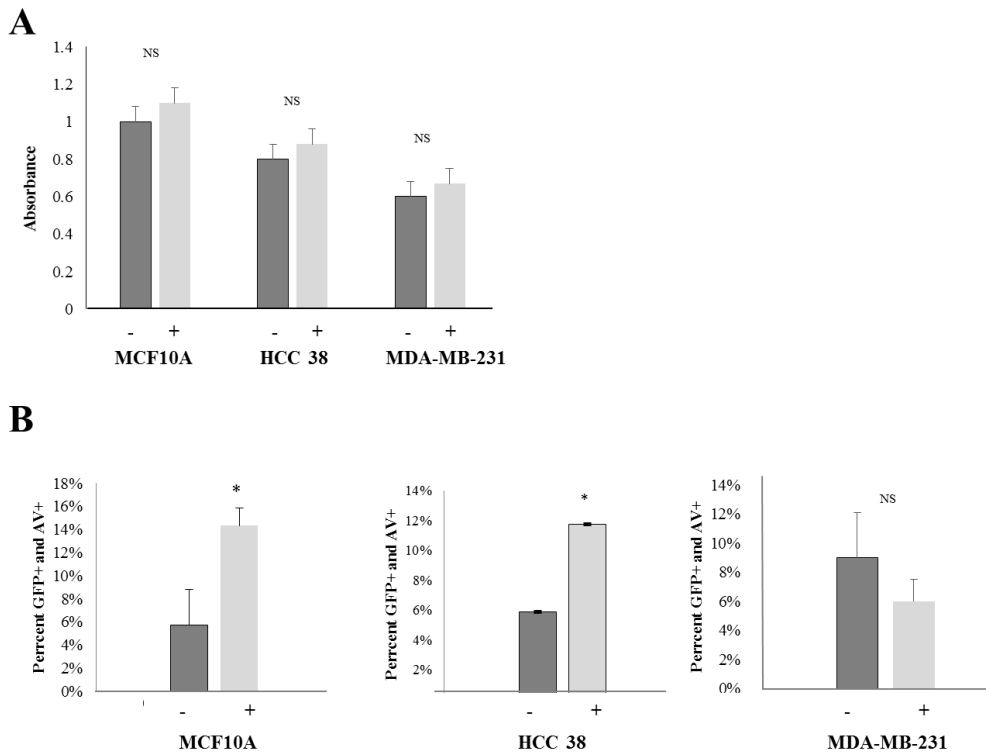 A
1.4
NS
1.2
NS
1
NS
0.8
0.6
0.4
0.2
0
Absorbance
- + - + - +
MCF10A HCC 38 MDA-MB-231
B
18%
16%
14%
12%
10%
8%
6%
4%
2%
0%
Perrcent GFP+ and AV+
*
- +
MCF10A
14%
12%
10%
8%
6%
4%
2%
Perrcent GFP+ and AV+
*
- +
HCC 38
14%
12%
10%
8%
6%
4%
2%
0%
Perrcent GFP+ and AV+
NS
- +
MDA-MB-231